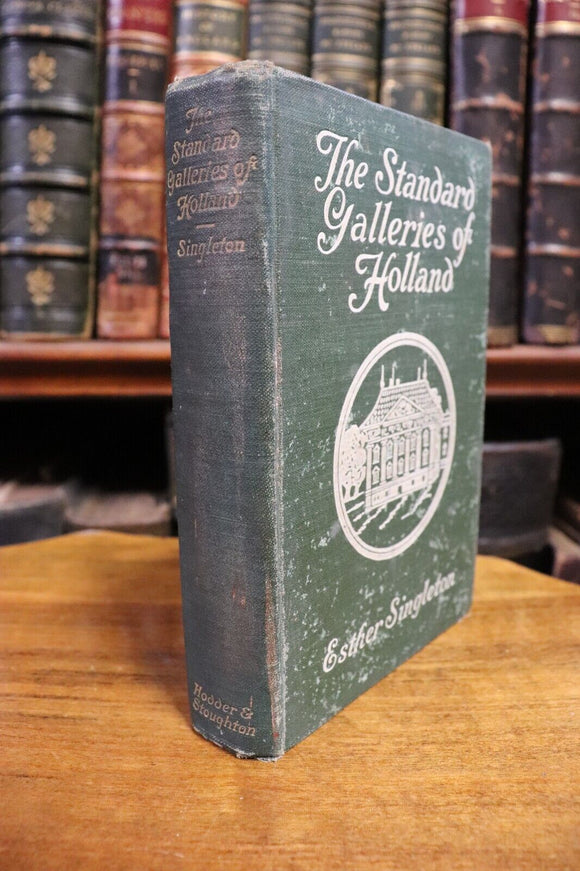 The
Standard
Galleries of
Holland
Singleton
Hodder &
Stoughton
The Standard
Galleries of
Holland
Esther Singleton